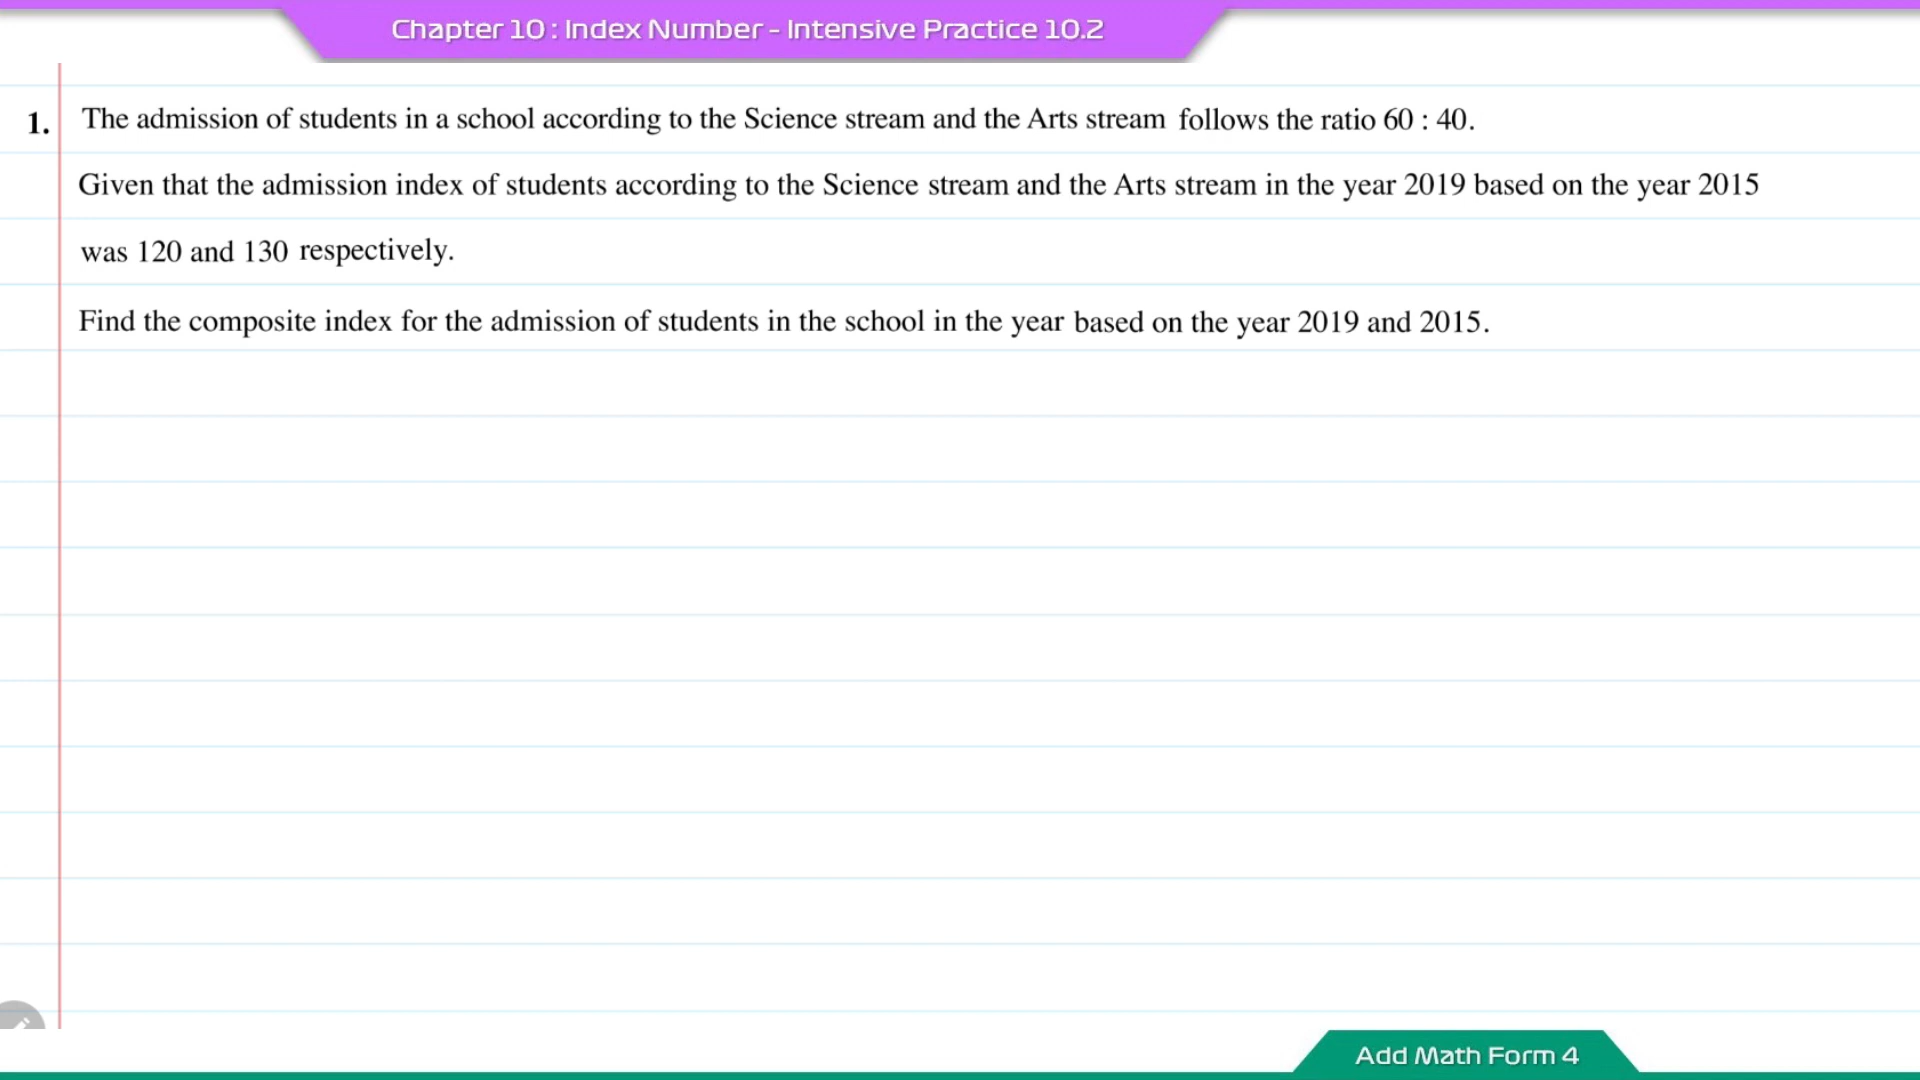 Chapter 10 : Index Number - Intensive Practice 10.2
1. The admission of students in a school according to the Science stream and the Arts stream follows the ratio 60 : 40.
Given that the admission index of students according to the Science stream and the Arts stream in the year 2019 based on the year 2015
was 120 and 130 respectively.
Find the composite index for the admission of students in the school in the year based on the year 2019 and 2015.
Add Math Form 4